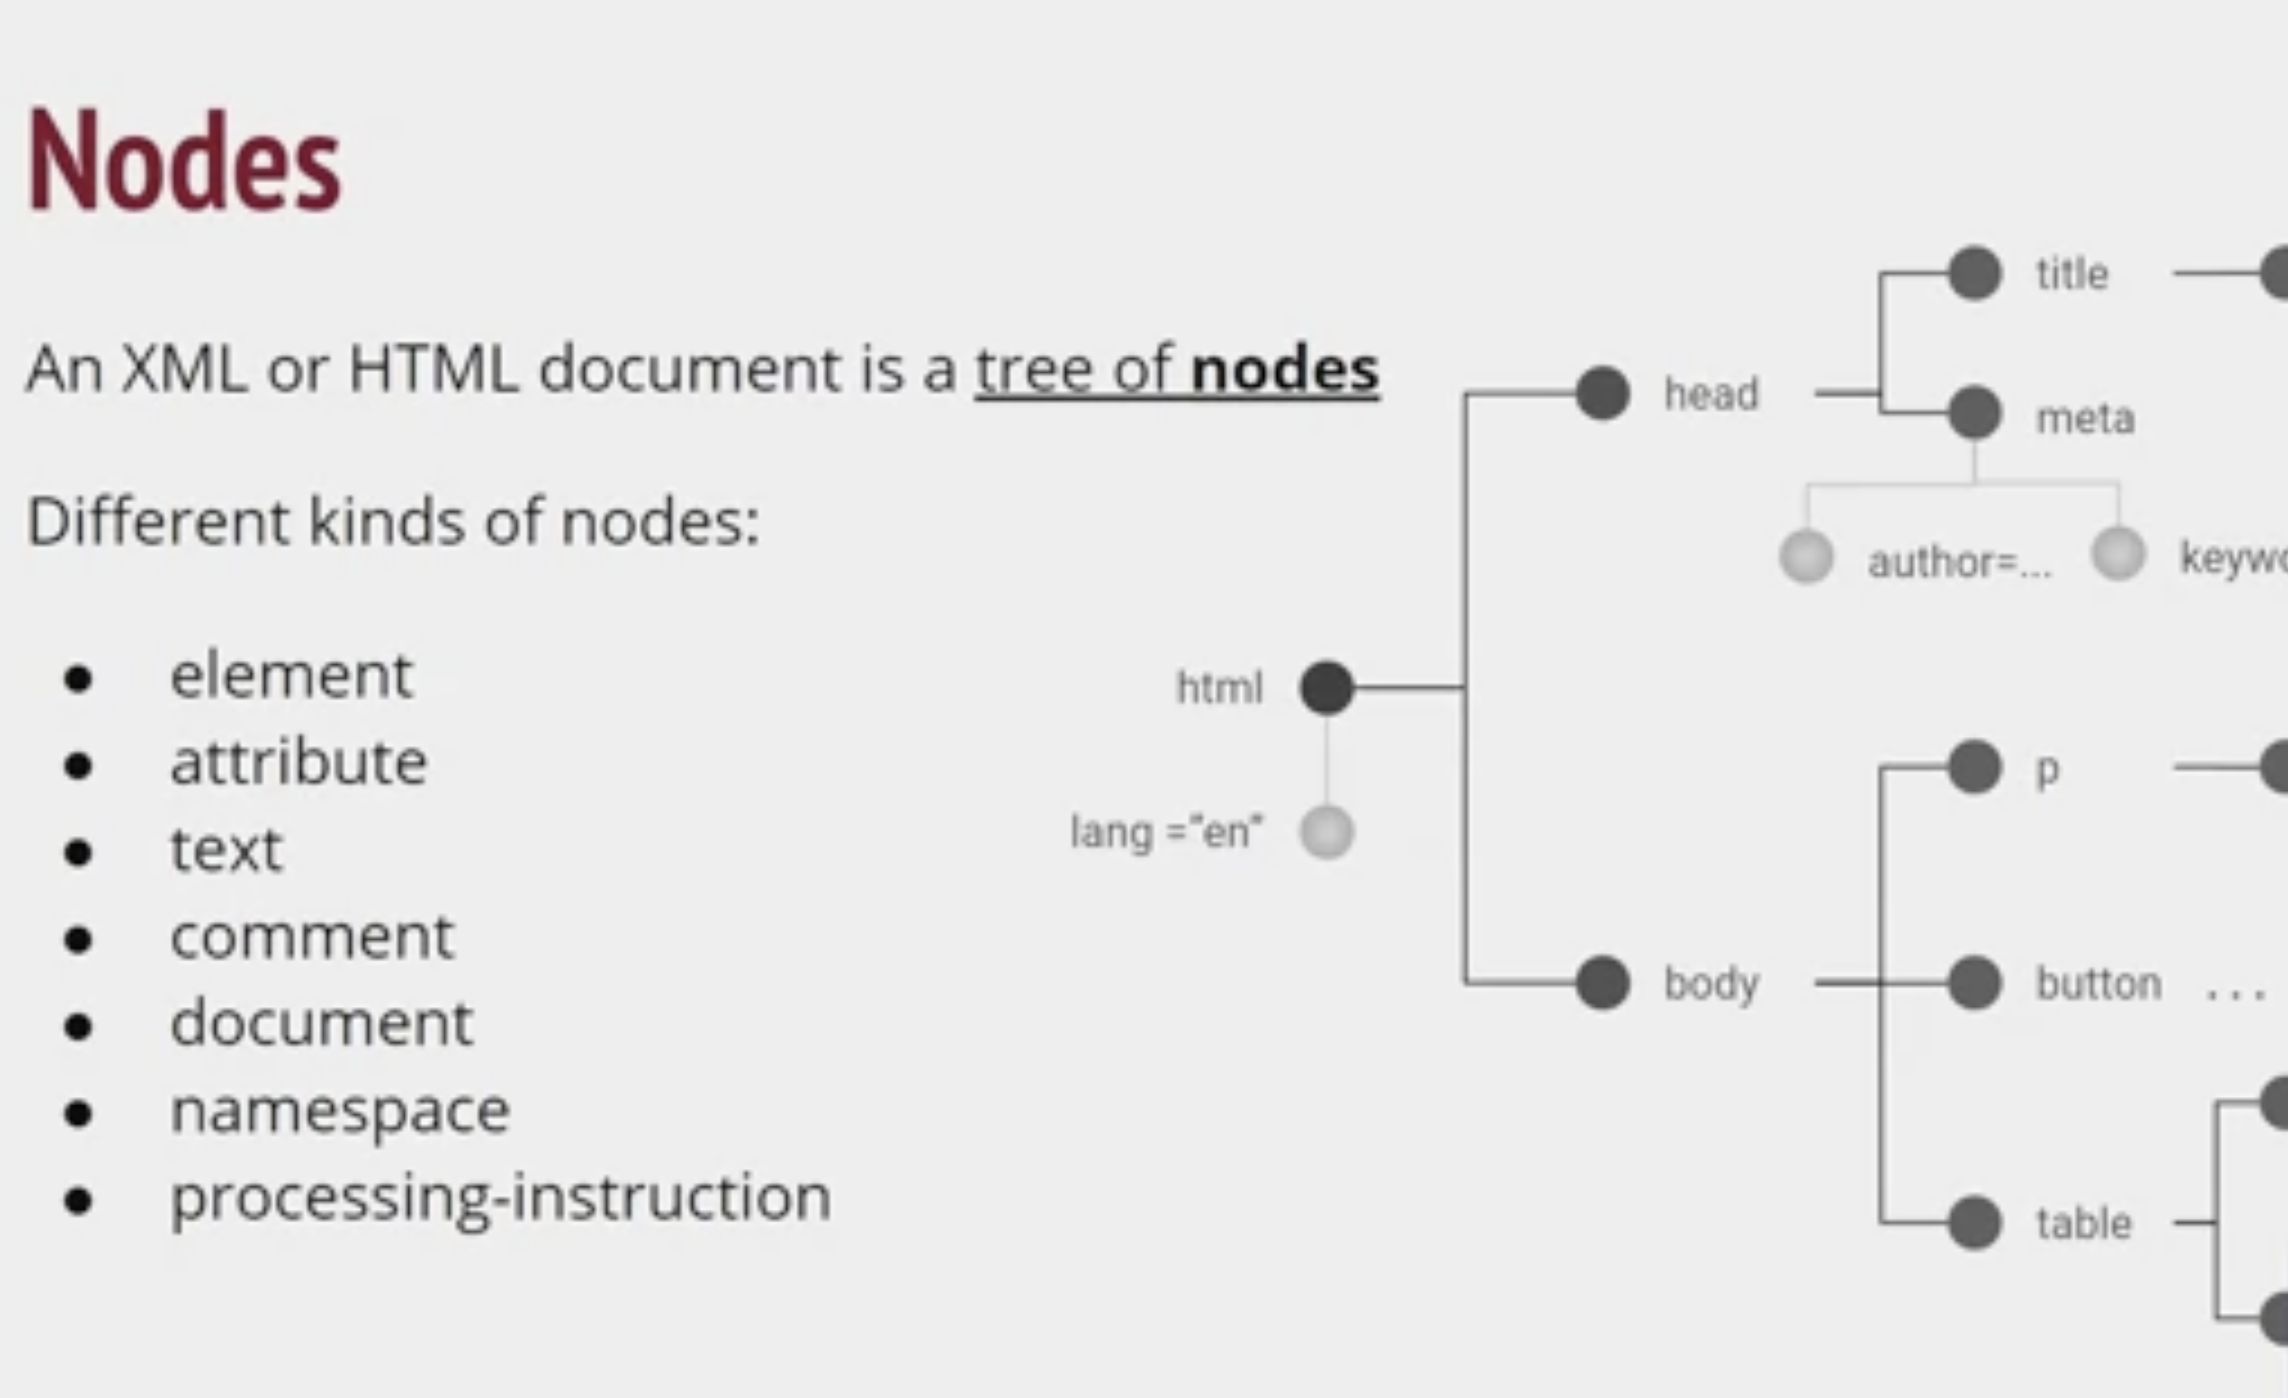 Nodes
An XML or HTML document is a tree of nodes
Different kinds of nodes:
● element
● attribute
● text
● comment
● document
● namespace
● processing-instruction
title
head
meta
author=...
html
lang ="en"
p
body
button ...
table